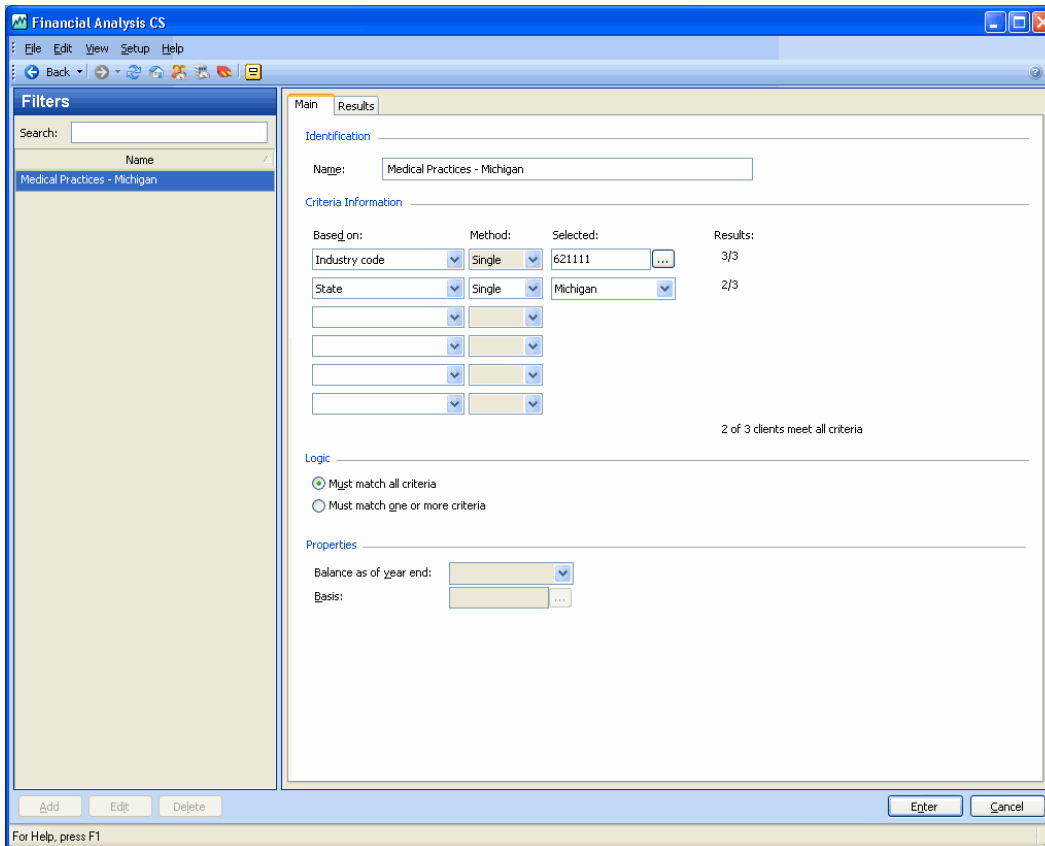 Financial Analysis CS
File Edit View Setup Help
Back
Filters
Search:
Name
Medical Practices - Michigan
Main Results
Identification
Name: Medical Practices - Michigan
Criteria Information
Based on: Method: Selected: Results:
Industry code Single 621111 ... 3/3
State Single Michigan 2/3
2 of 3 clients meet all criteria
Logic
Must match all criteria
Must match one or more criteria
Properties
Balance as of year end:
Basis: ...
Add Edit Delete Enter Cancel
For Help, press F1